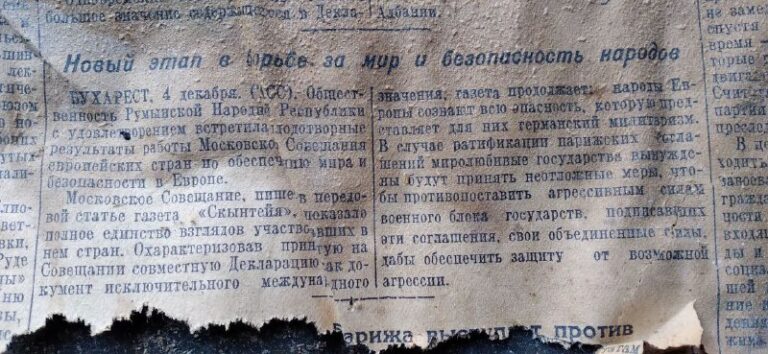 большее значение содержащегося в Декла-
Албании.
Новый этап в борьбе за мир и безопасность народов
БУХАРЕСТ, 4 декабря. (ТАСС). Общест-
венность Румынской Народной Республики
с удовлетворением встретила плодотворные
результаты работы Московского Совещания
европейских стран по обеспечению мира и
безопасности в Европе.
Московское Совещание, пишет в передо-
вой статье газета «Скынтейя», показало
полное единство взглядов участвовавших в
нем стран. Охарактеризовав принятую на
Совещании совместную Декларацию как до-
кумент исключительного международного
значения, газета продолжает: народы Ев-
ропы сознают всю опасность, которую пред-
ставляет для них германский милитаризм.
В случае ратификации парижских согла-
шений миролюбивые государства вынужде-
ны будут принять неотложные меры, что-
бы противопоставить агрессивным силам
военного блока государств, подписавших
эти соглашения, свои объединенные силы,
дабы обеспечить защиту от возможной
агрессии.
Парижа выступает против